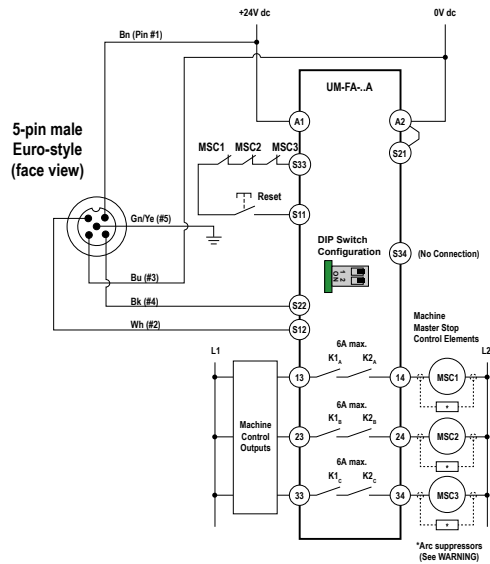 +24V dc
0V dc
Bn (Pin #1)
UM-FA-..A
A1
A2
5-pin male
Euro-style
(face view)
MSC1 MSC2 MSC3
S33
S21
Reset
S11
Gn/Ye (#5)
DIP Switch
Configuration
1 2
ON
S34
(No Connection)
Bu (#3)
Bk (#4)
S22
Wh (#2)
S12
Machine
Master Stop
Control Elements
L1
L2
6A max.
K1A K2A
13
14
MSC1
*
Machine
Control
Outputs
6A max.
K1B K2B
23
24
MSC2
*
6A max.
K1C K2C
33
34
MSC3
*
*Arc suppressors
(See WARNING)